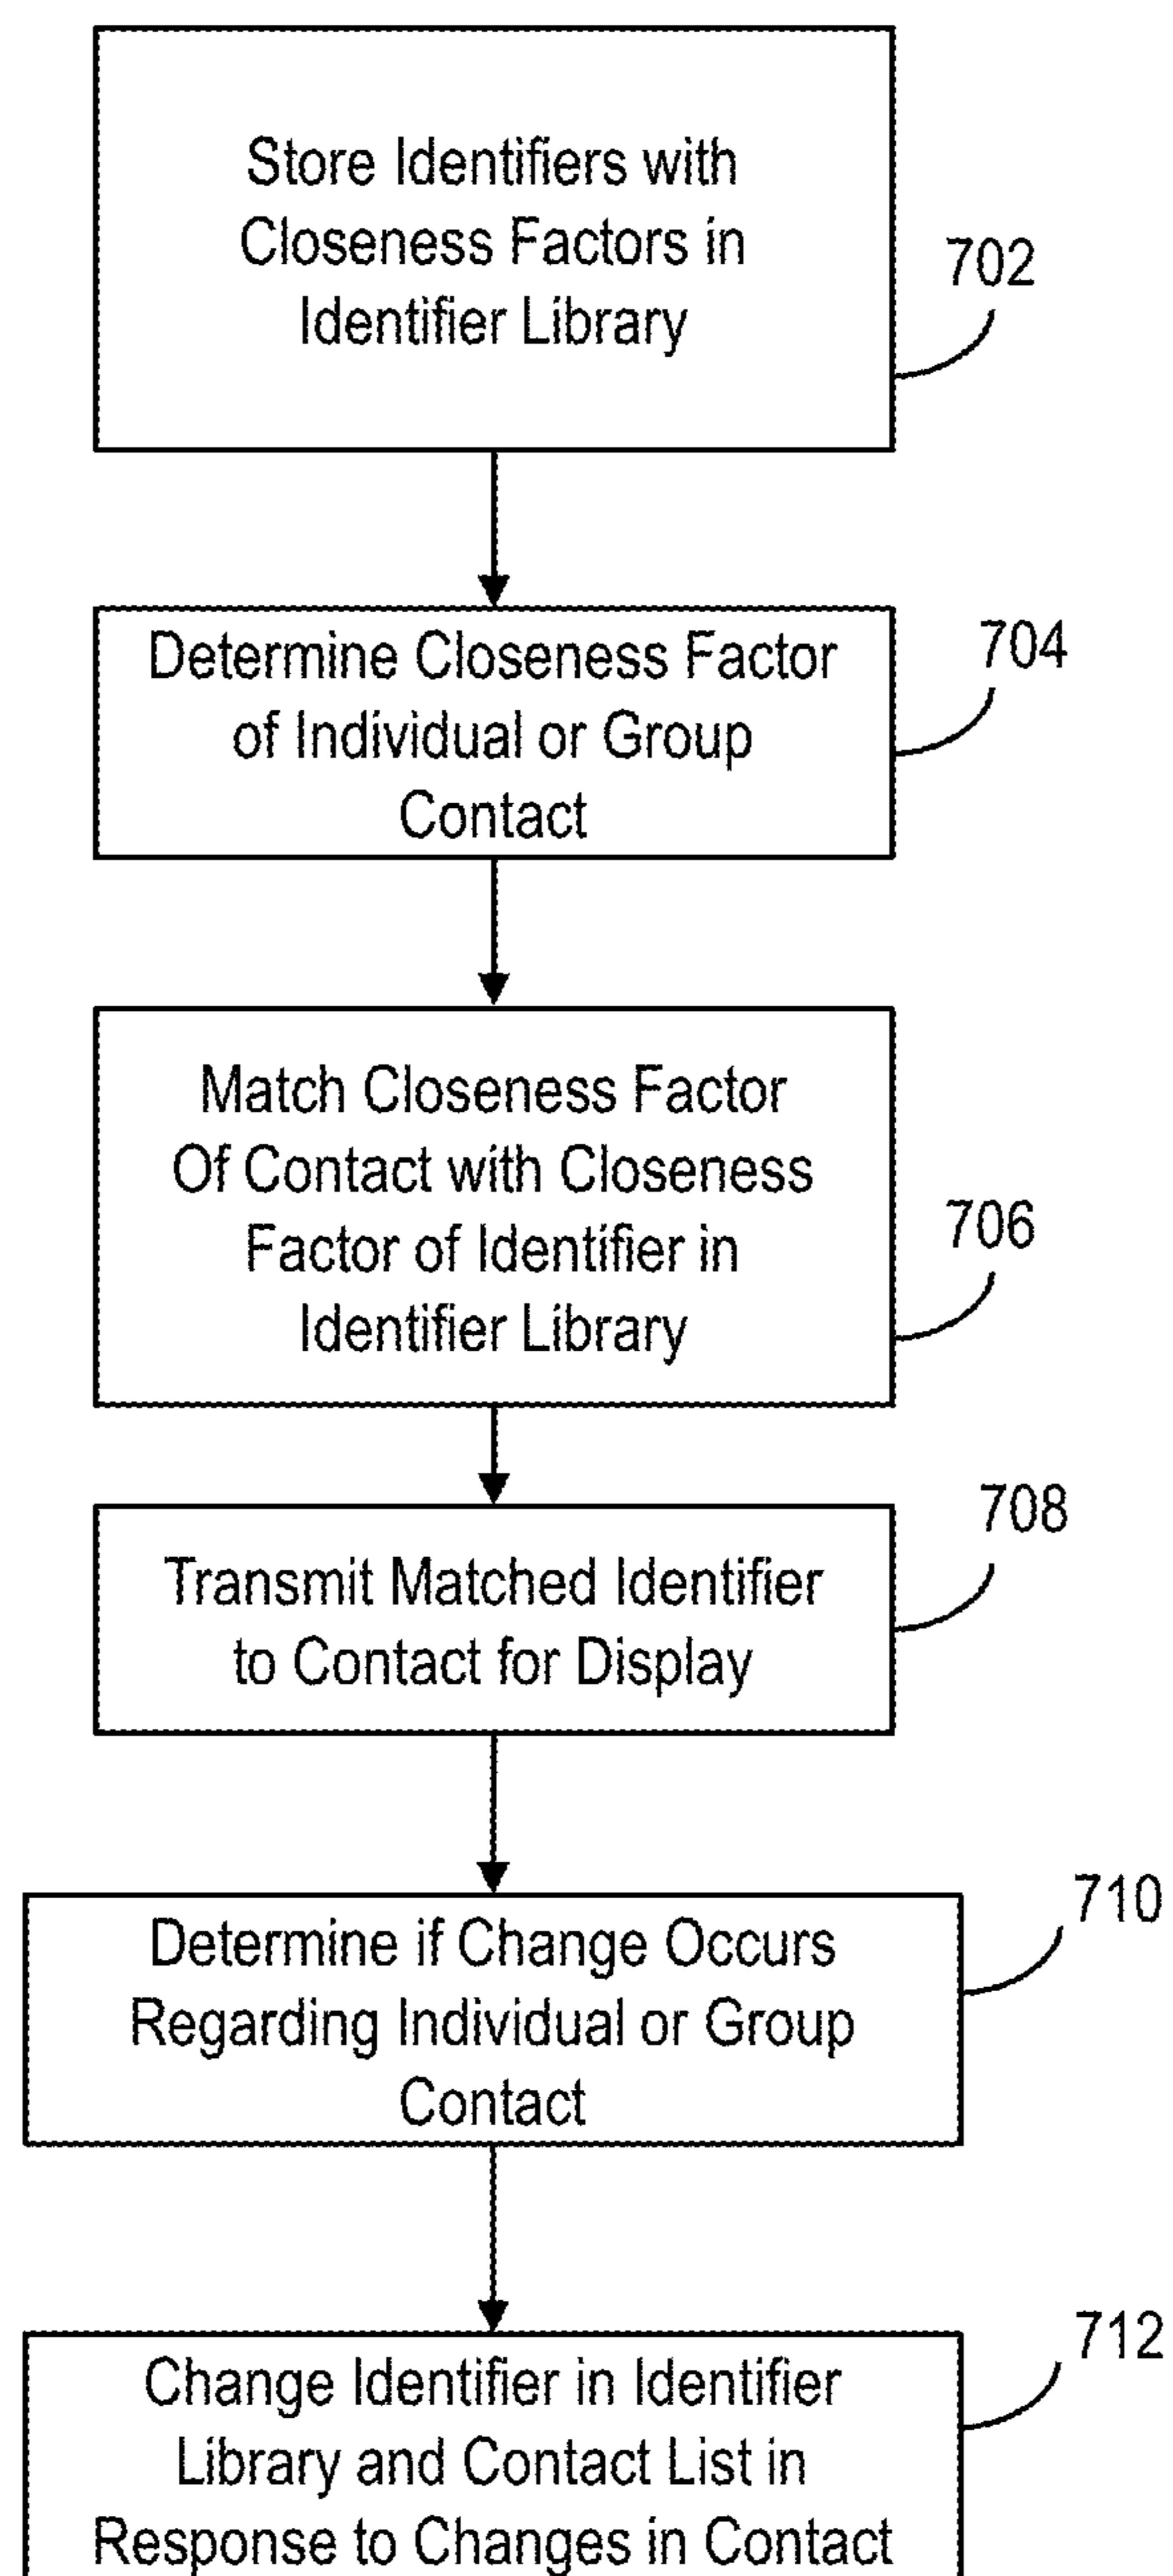 Store Identifiers with
Closeness Factors in
Identifier Library
702
Determine Closeness Factor
of Individual or Group
Contact
704
Match Closeness Factor
Of Contact with Closeness
Factor of Identifier in
Identifier Library
706
Transmit Matched Identifier
to Contact for Display
708
Determine if Change Occurs
Regarding Individual or Group
Contact
710
Change Identifier in Identifier
Library and Contact List in
Response to Changes in Contact
712